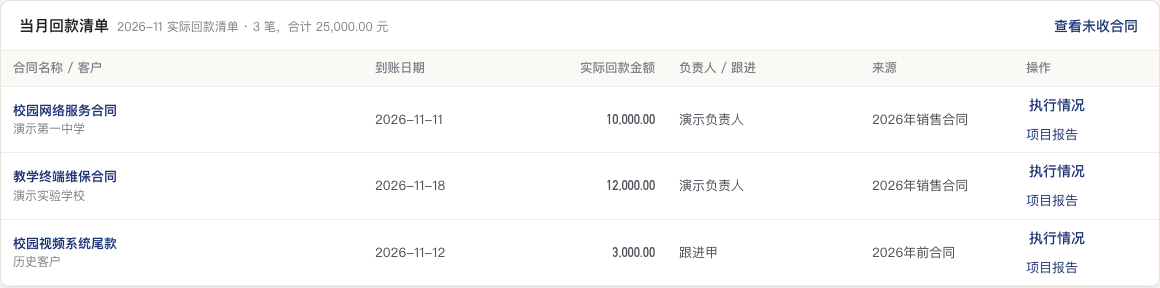 当月回款清单 2026-11 实际回款清单 · 3 笔，合计 25,000.00 元 查看未收合同
合同名称 / 客户 到账日期 实际回款金额 负责人 / 跟进 来源 操作
校园网络服务合同
演示第一中学
2026-11-11 10,000.00 演示负责人 2026年销售合同
执行情况
项目报告
教学终端维保合同
演示实验学校
2026-11-18 12,000.00 演示负责人 2026年销售合同
执行情况
项目报告
校园视频系统尾款
历史客户
2026-11-12 3,000.00 跟进甲 2026年前合同
执行情况
项目报告